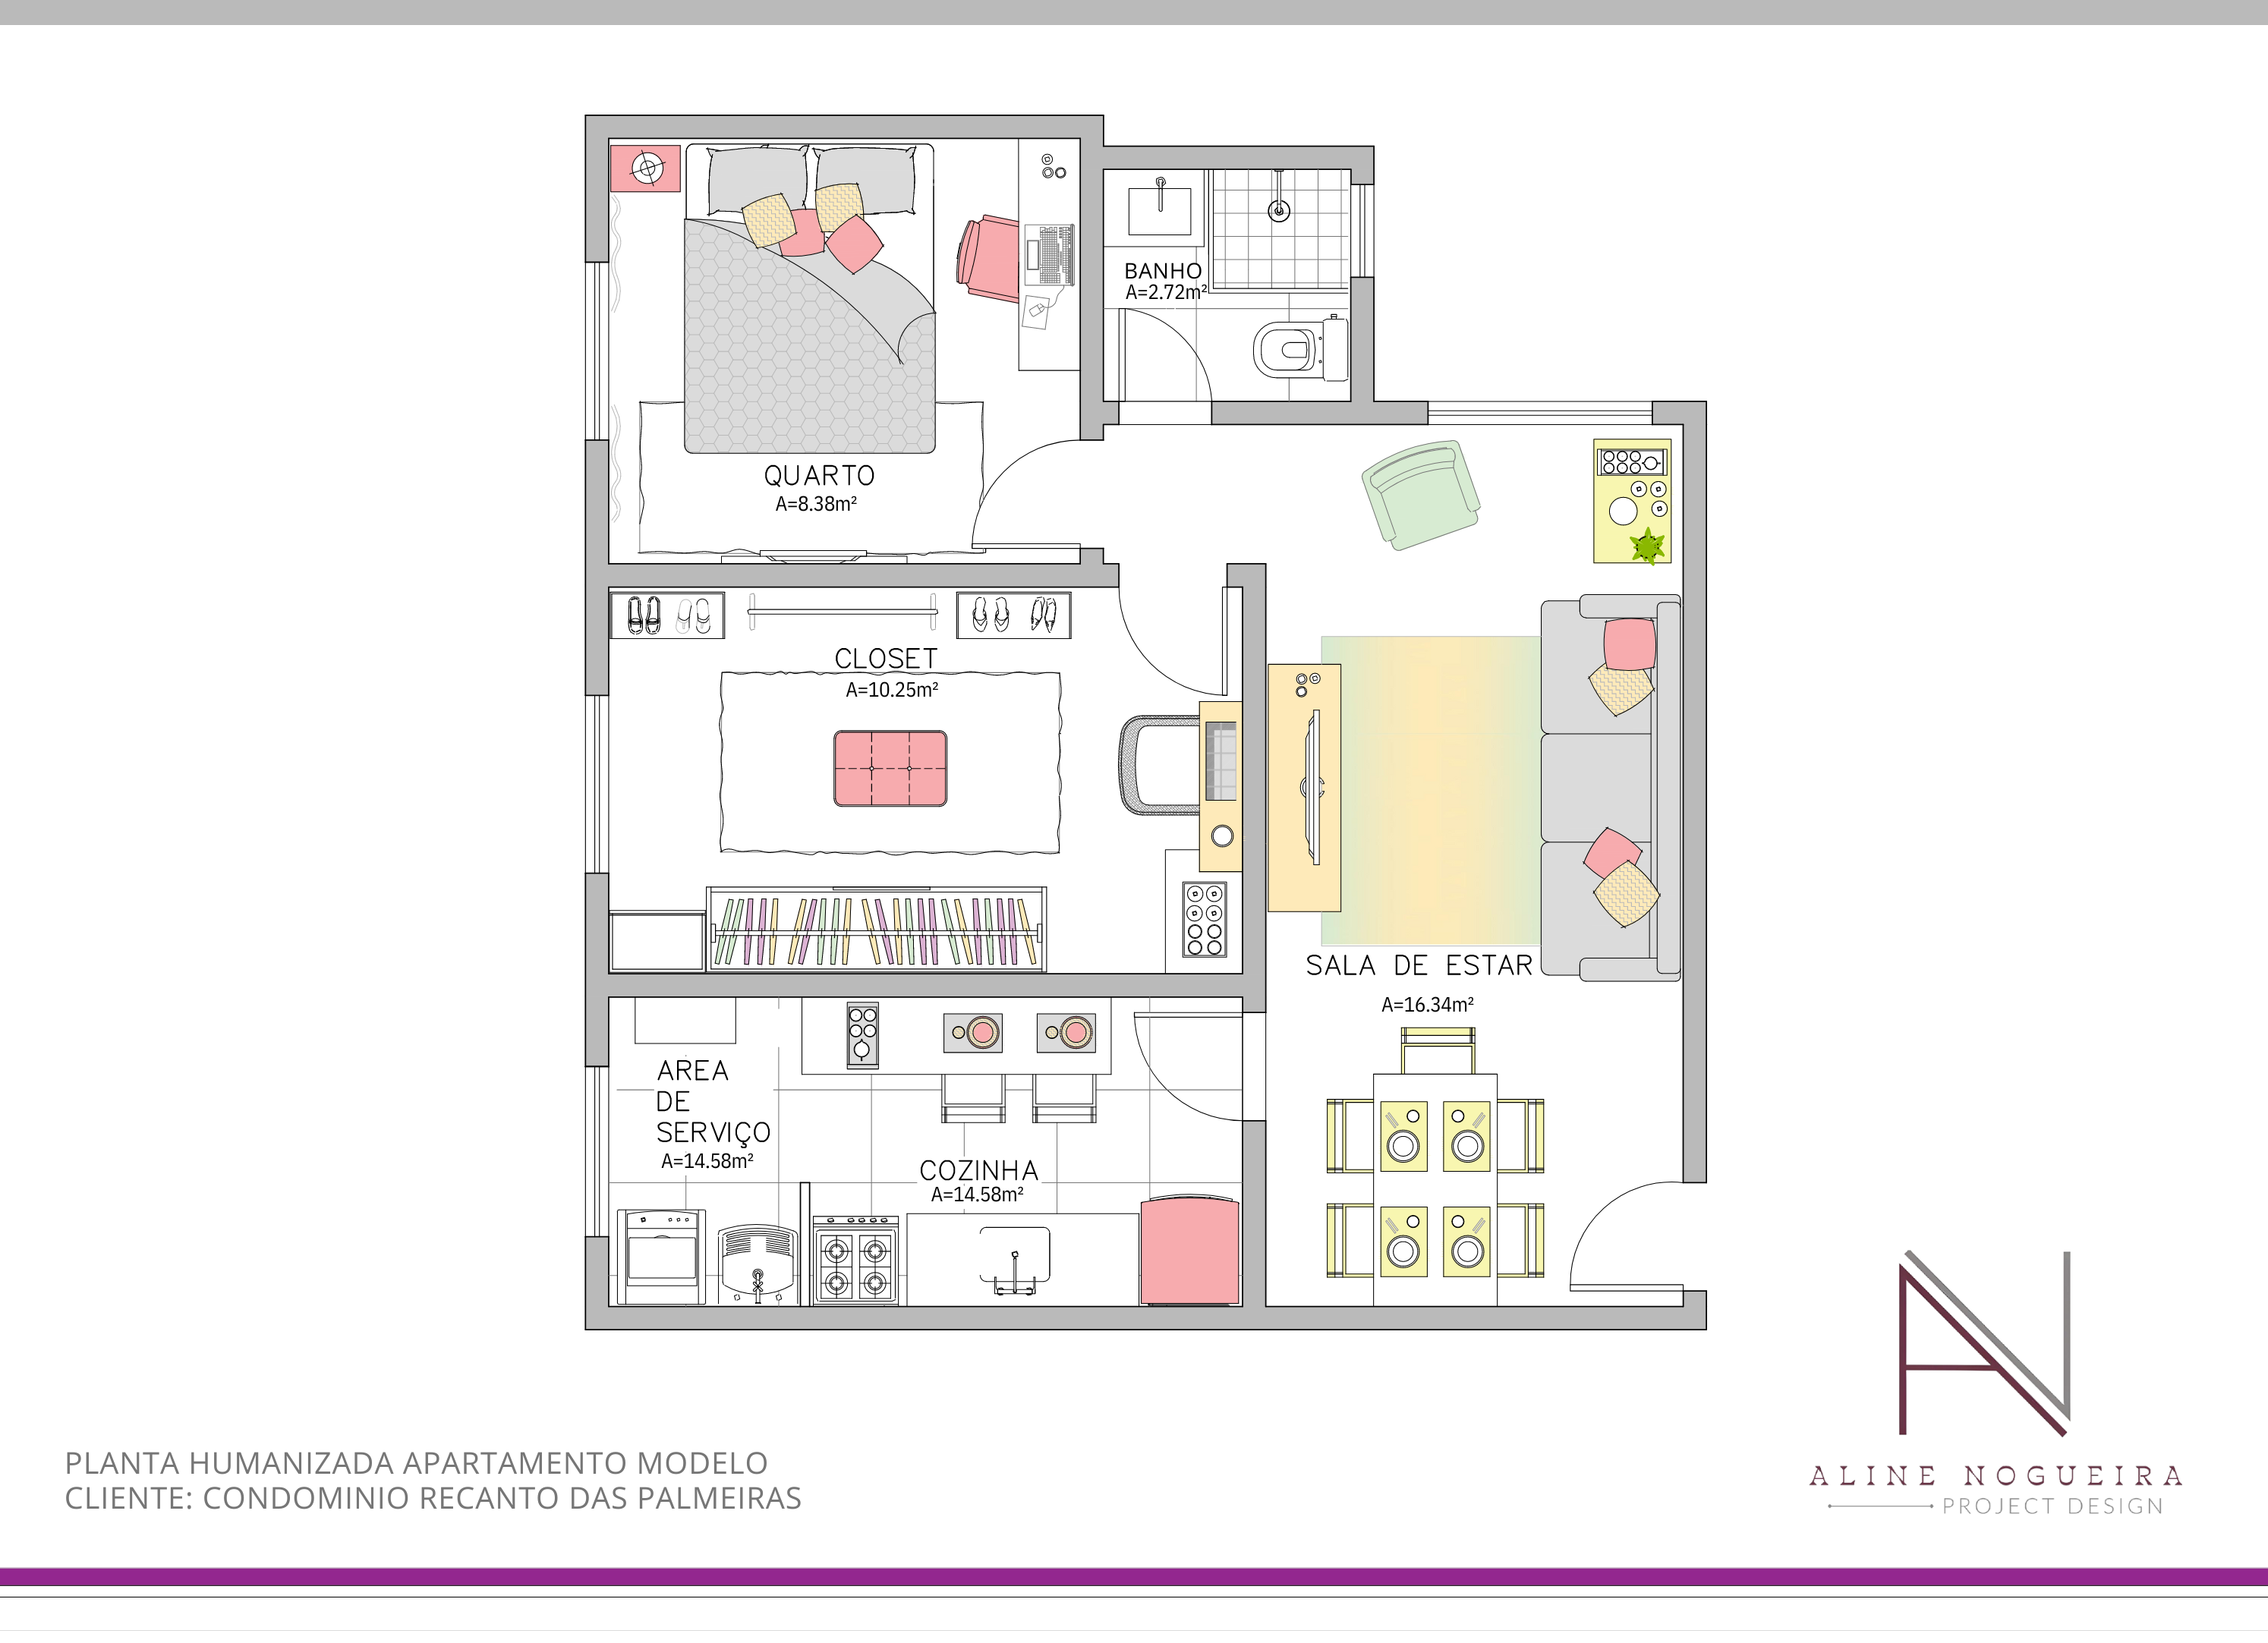 BANHO
A=2.72m²
QUARTO
A=8.38m²
CLOSET
A=10.25m²
SALA DE ESTAR
A=16.34m²
AREA
DE
SERVIÇO
A=14.58m²
COZINHA
A=14.58m²
PLANTA HUMANIZADA APARTAMENTO MODELO
CLIENTE: CONDOMINIO RECANTO DAS PALMEIRAS
AN
ALINE NOGUEIRA
PROJECT DESIGN